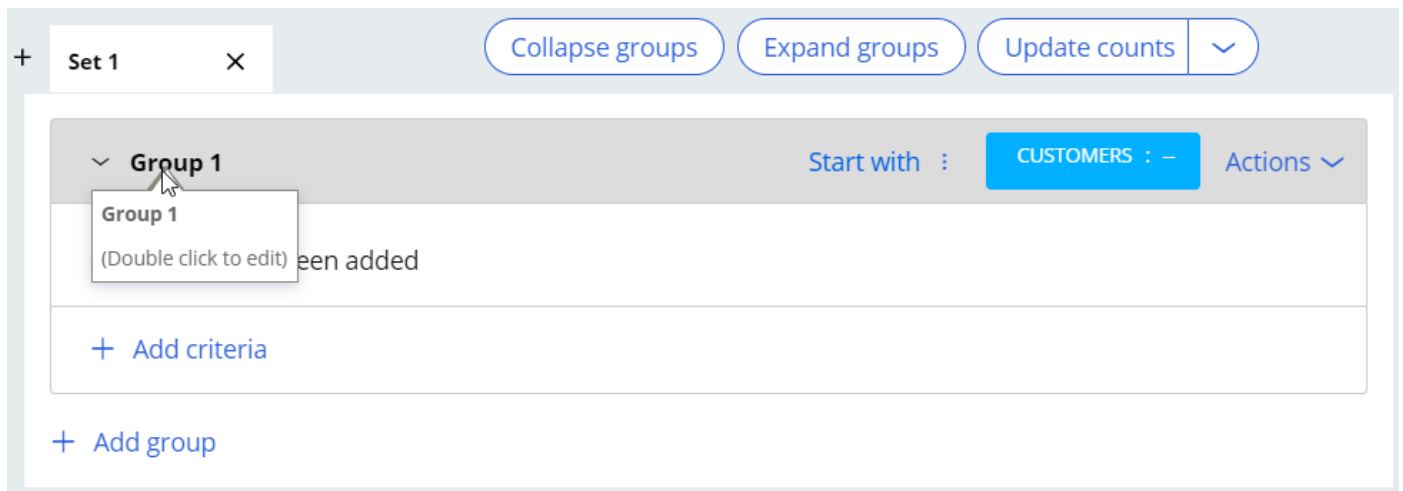 + Set 1 ×
Collapse groups Expand groups Update counts
Group 1 Start with ⋮ CUSTOMERS : -- Actions
Group 1
(Double click to edit) een added
+ Add criteria
+ Add group